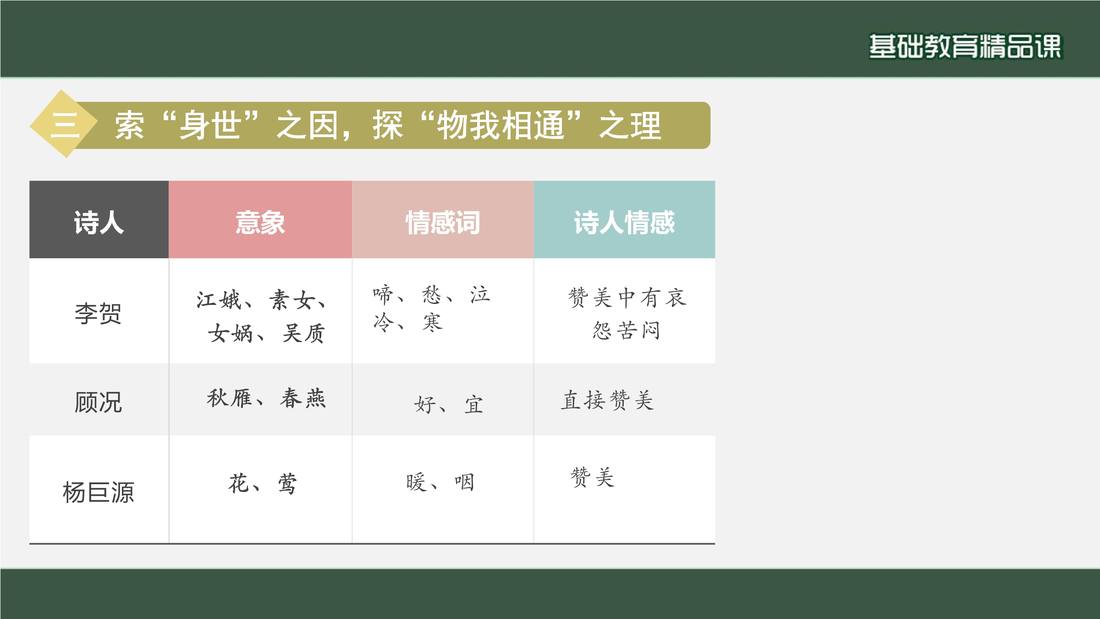 基础教育精品课
三 索“身世”之因，探“物我相通”之理
诗人 意象 情感词 诗人情感
李贺
江娥、素女、
女娲、吴质
啼、愁、泣
冷、寒
赞美中有哀
怨苦闷
顾况 秋雁、春燕 好、宜 直接赞美
杨巨源 花、莺 暖、咽 赞美